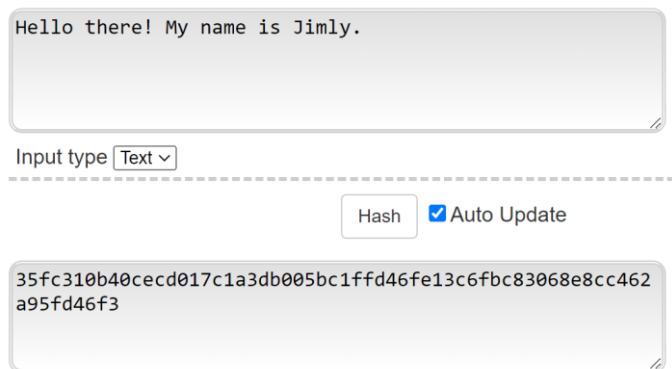 Hello there! My name is Jimly.
Input type Text
Hash Auto Update
35fc310b40cecd017c1a3db005bc1ffd46fe13c6fbc83068e8cc462
a95fd46f3